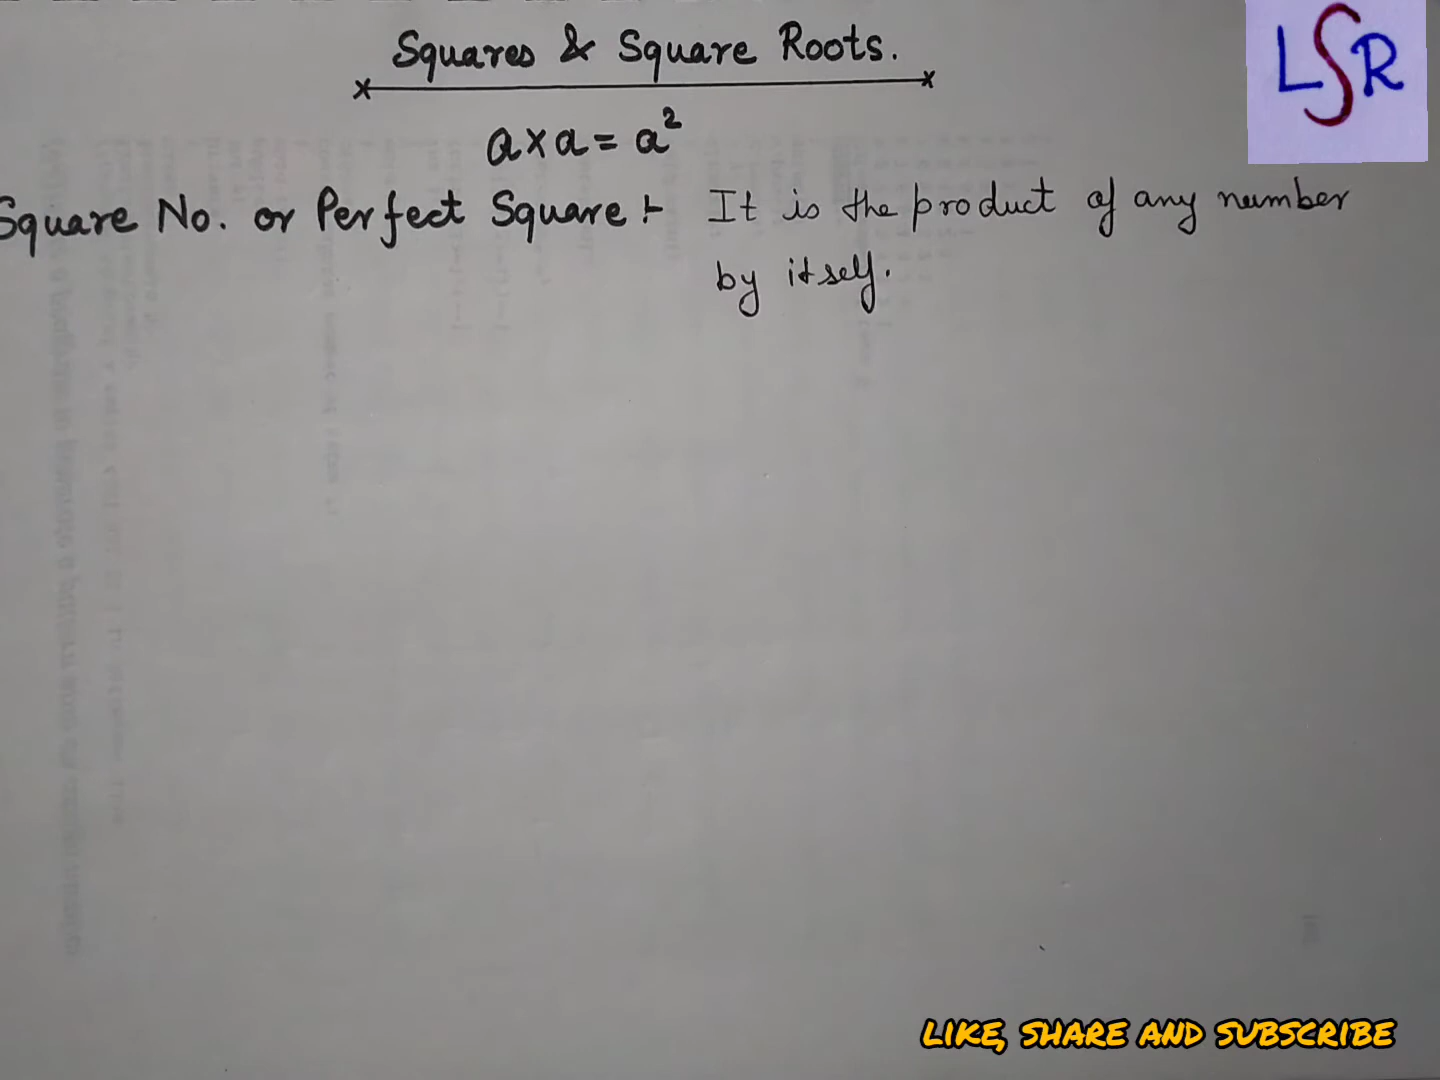 Squares & Square Roots.
LSR
a×a = a²
Square No. or Perfect Square :- It is the product of any number
by itself.
LIKE, SHARE AND SUBSCRIBE